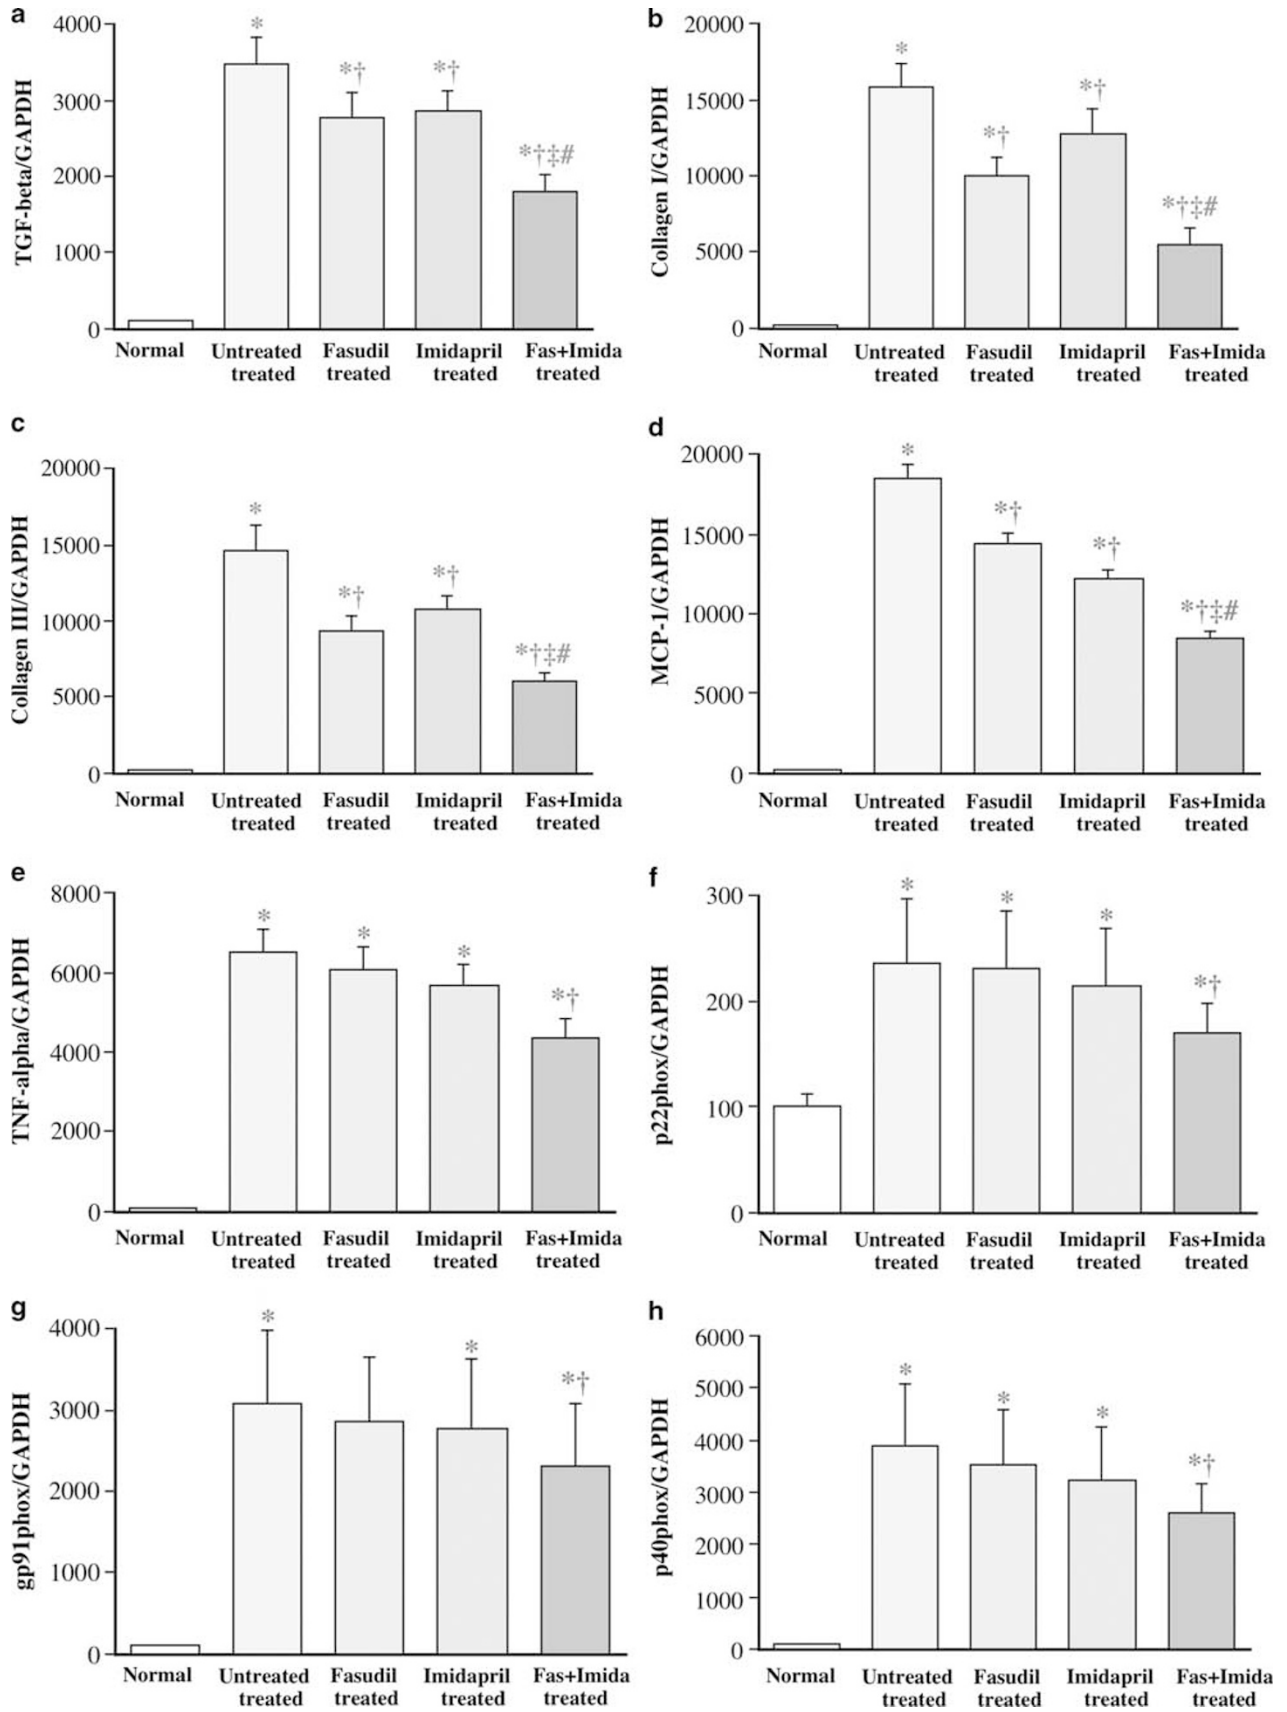 a
TGF-beta/GAPDH
4000
3000
2000
1000
0
*
*†
*†
*†‡#
Normal Untreated Fasudil Imidapril Fas+Imida
treated treated treated treated
b
Collagen I/GAPDH
20000
15000
10000
5000
0
*
*†
*†
*†‡#
Normal Untreated Fasudil Imidapril Fas+Imida
treated treated treated treated
c
Collagen III/GAPDH
20000
15000
10000
5000
0
*
*†
*†
*†‡#
Normal Untreated Fasudil Imidapril Fas+Imida
treated treated treated treated
d
MCP-1/GAPDH
20000
15000
10000
5000
0
*
*†
*†
*†‡#
Normal Untreated Fasudil Imidapril Fas+Imida
treated treated treated treated
e
TNF-alpha/GAPDH
8000
6000
4000
2000
0
*
*
*
*†
Normal Untreated Fasudil Imidapril Fas+Imida
treated treated treated treated
f
p22phox/GAPDH
300
200
100
0
*
*
*
*†
Normal Untreated Fasudil Imidapril Fas+Imida
treated treated treated treated
g
gp91phox/GAPDH
4000
3000
2000
1000
0
*
*
*†
Normal Untreated Fasudil Imidapril Fas+Imida
treated treated treated treated
h
p40phox/GAPDH
6000
5000
4000
3000
2000
1000
0
*
*
*
*†
Normal Untreated Fasudil Imidapril Fas+Imida
treated treated treated treated